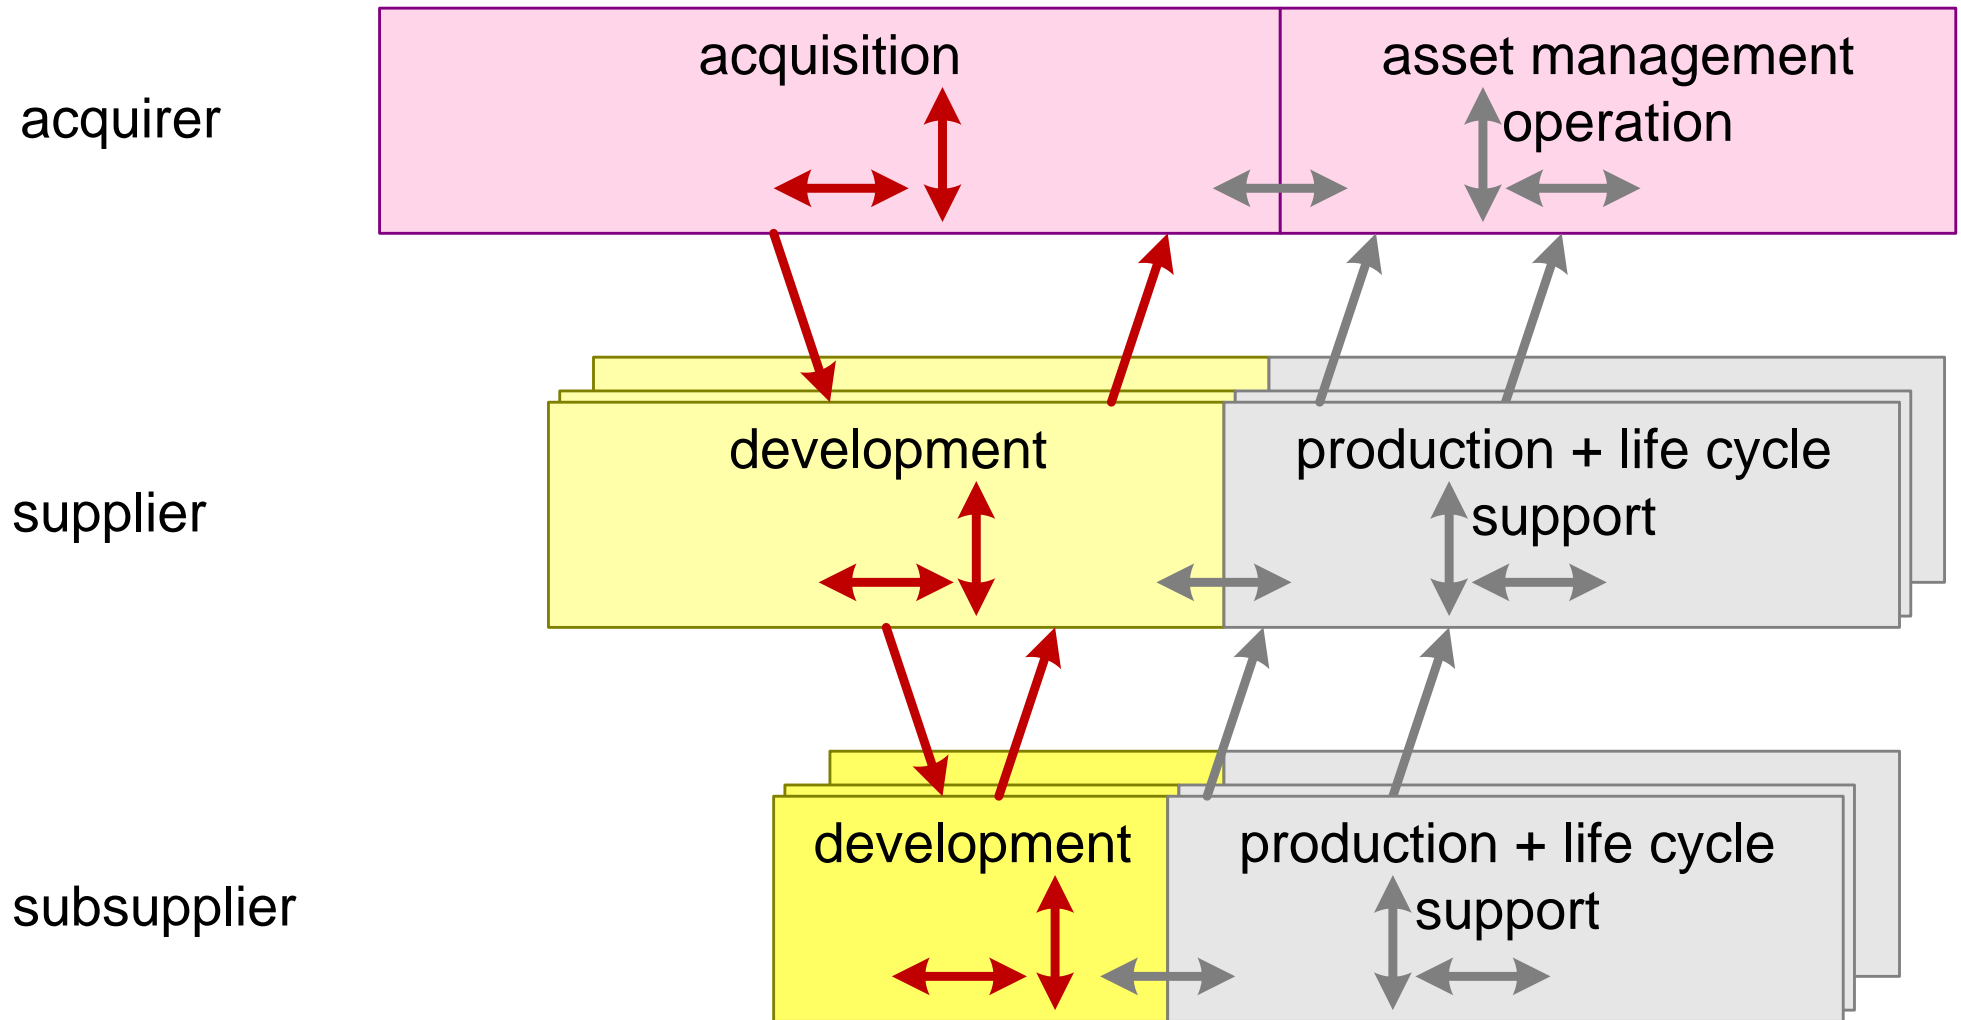 acquirer
acquisition
asset management
operation
supplier
development
production + life cycle
support
subsupplier
development
production + life cycle
support